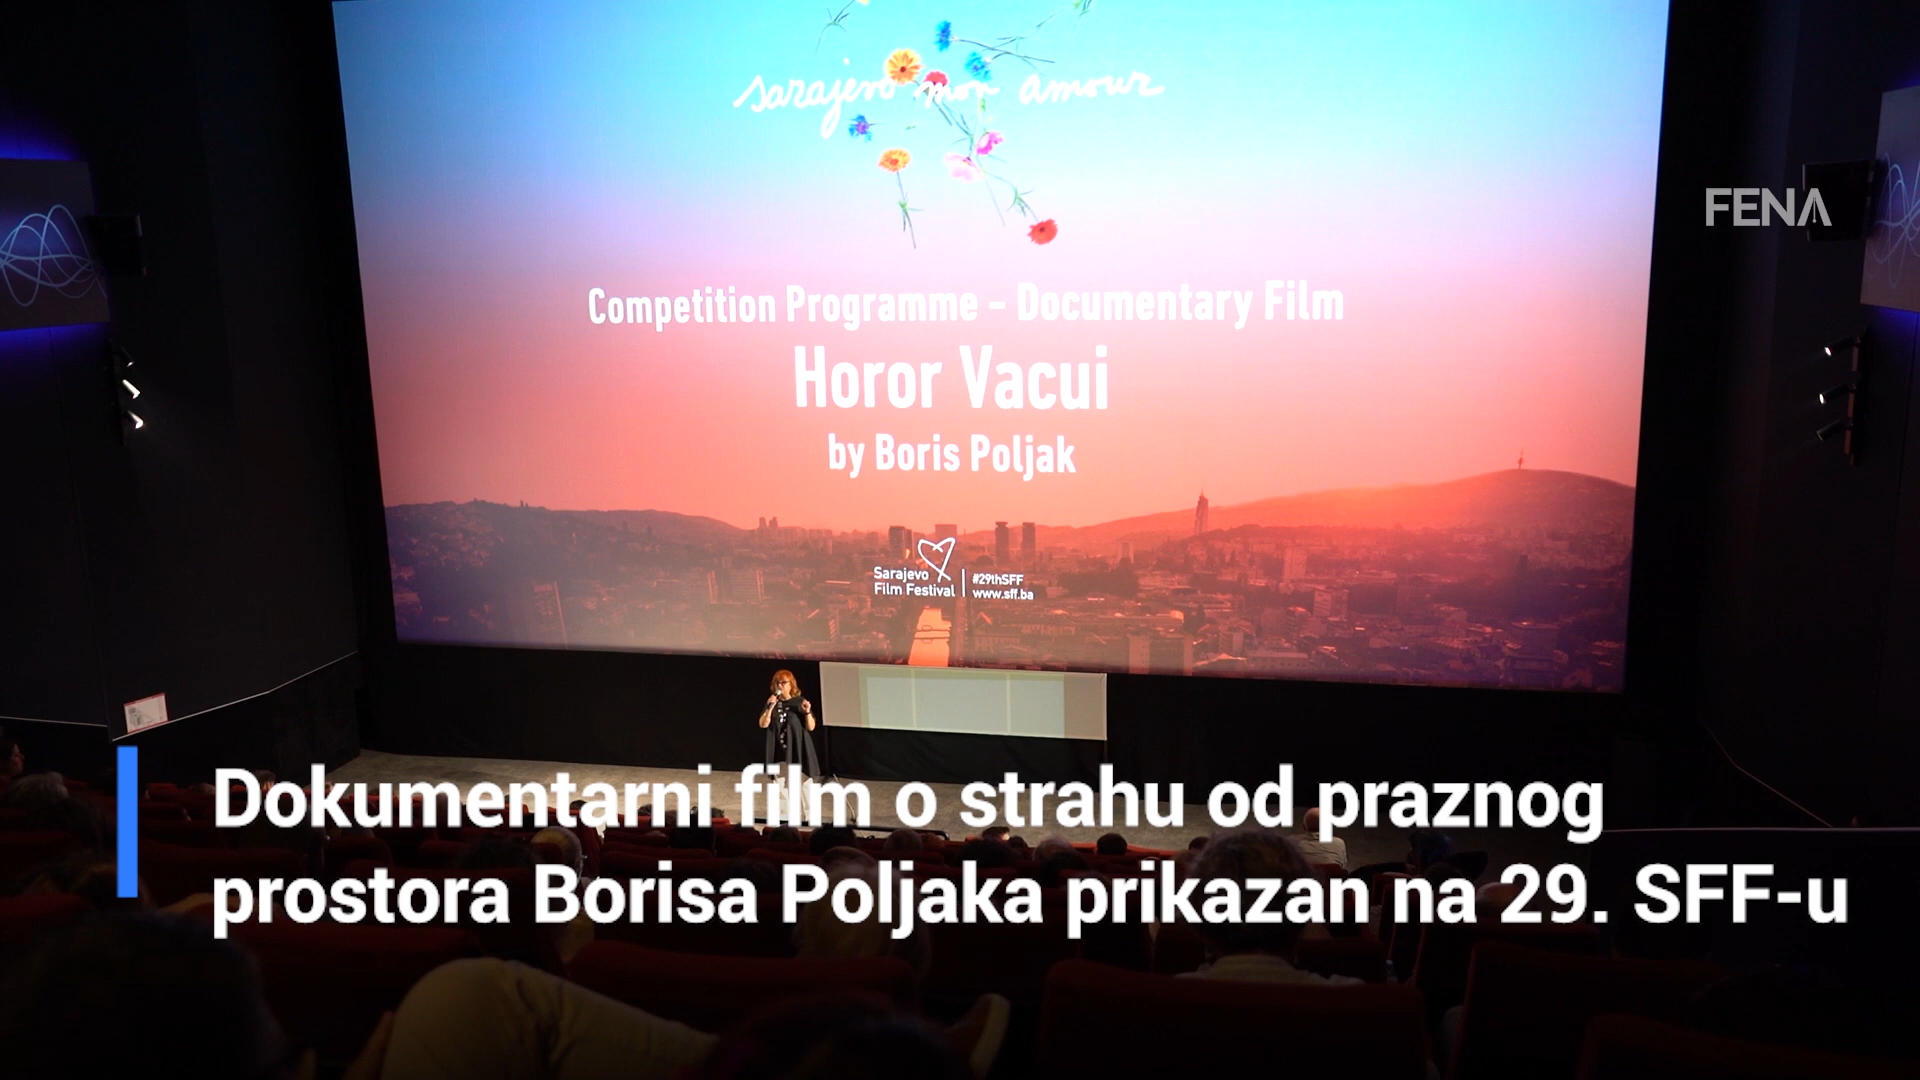 sarajevo mon amour
FENA
Competition Programme – Documentary Film
Horor Vacui
by Boris Poljak
Sarajevo
Film Festival
#29thSFF
www.sff.ba
Dokumentarni film o strahu od praznog
prostora Borisa Poljaka prikazan na 29. SFF-u